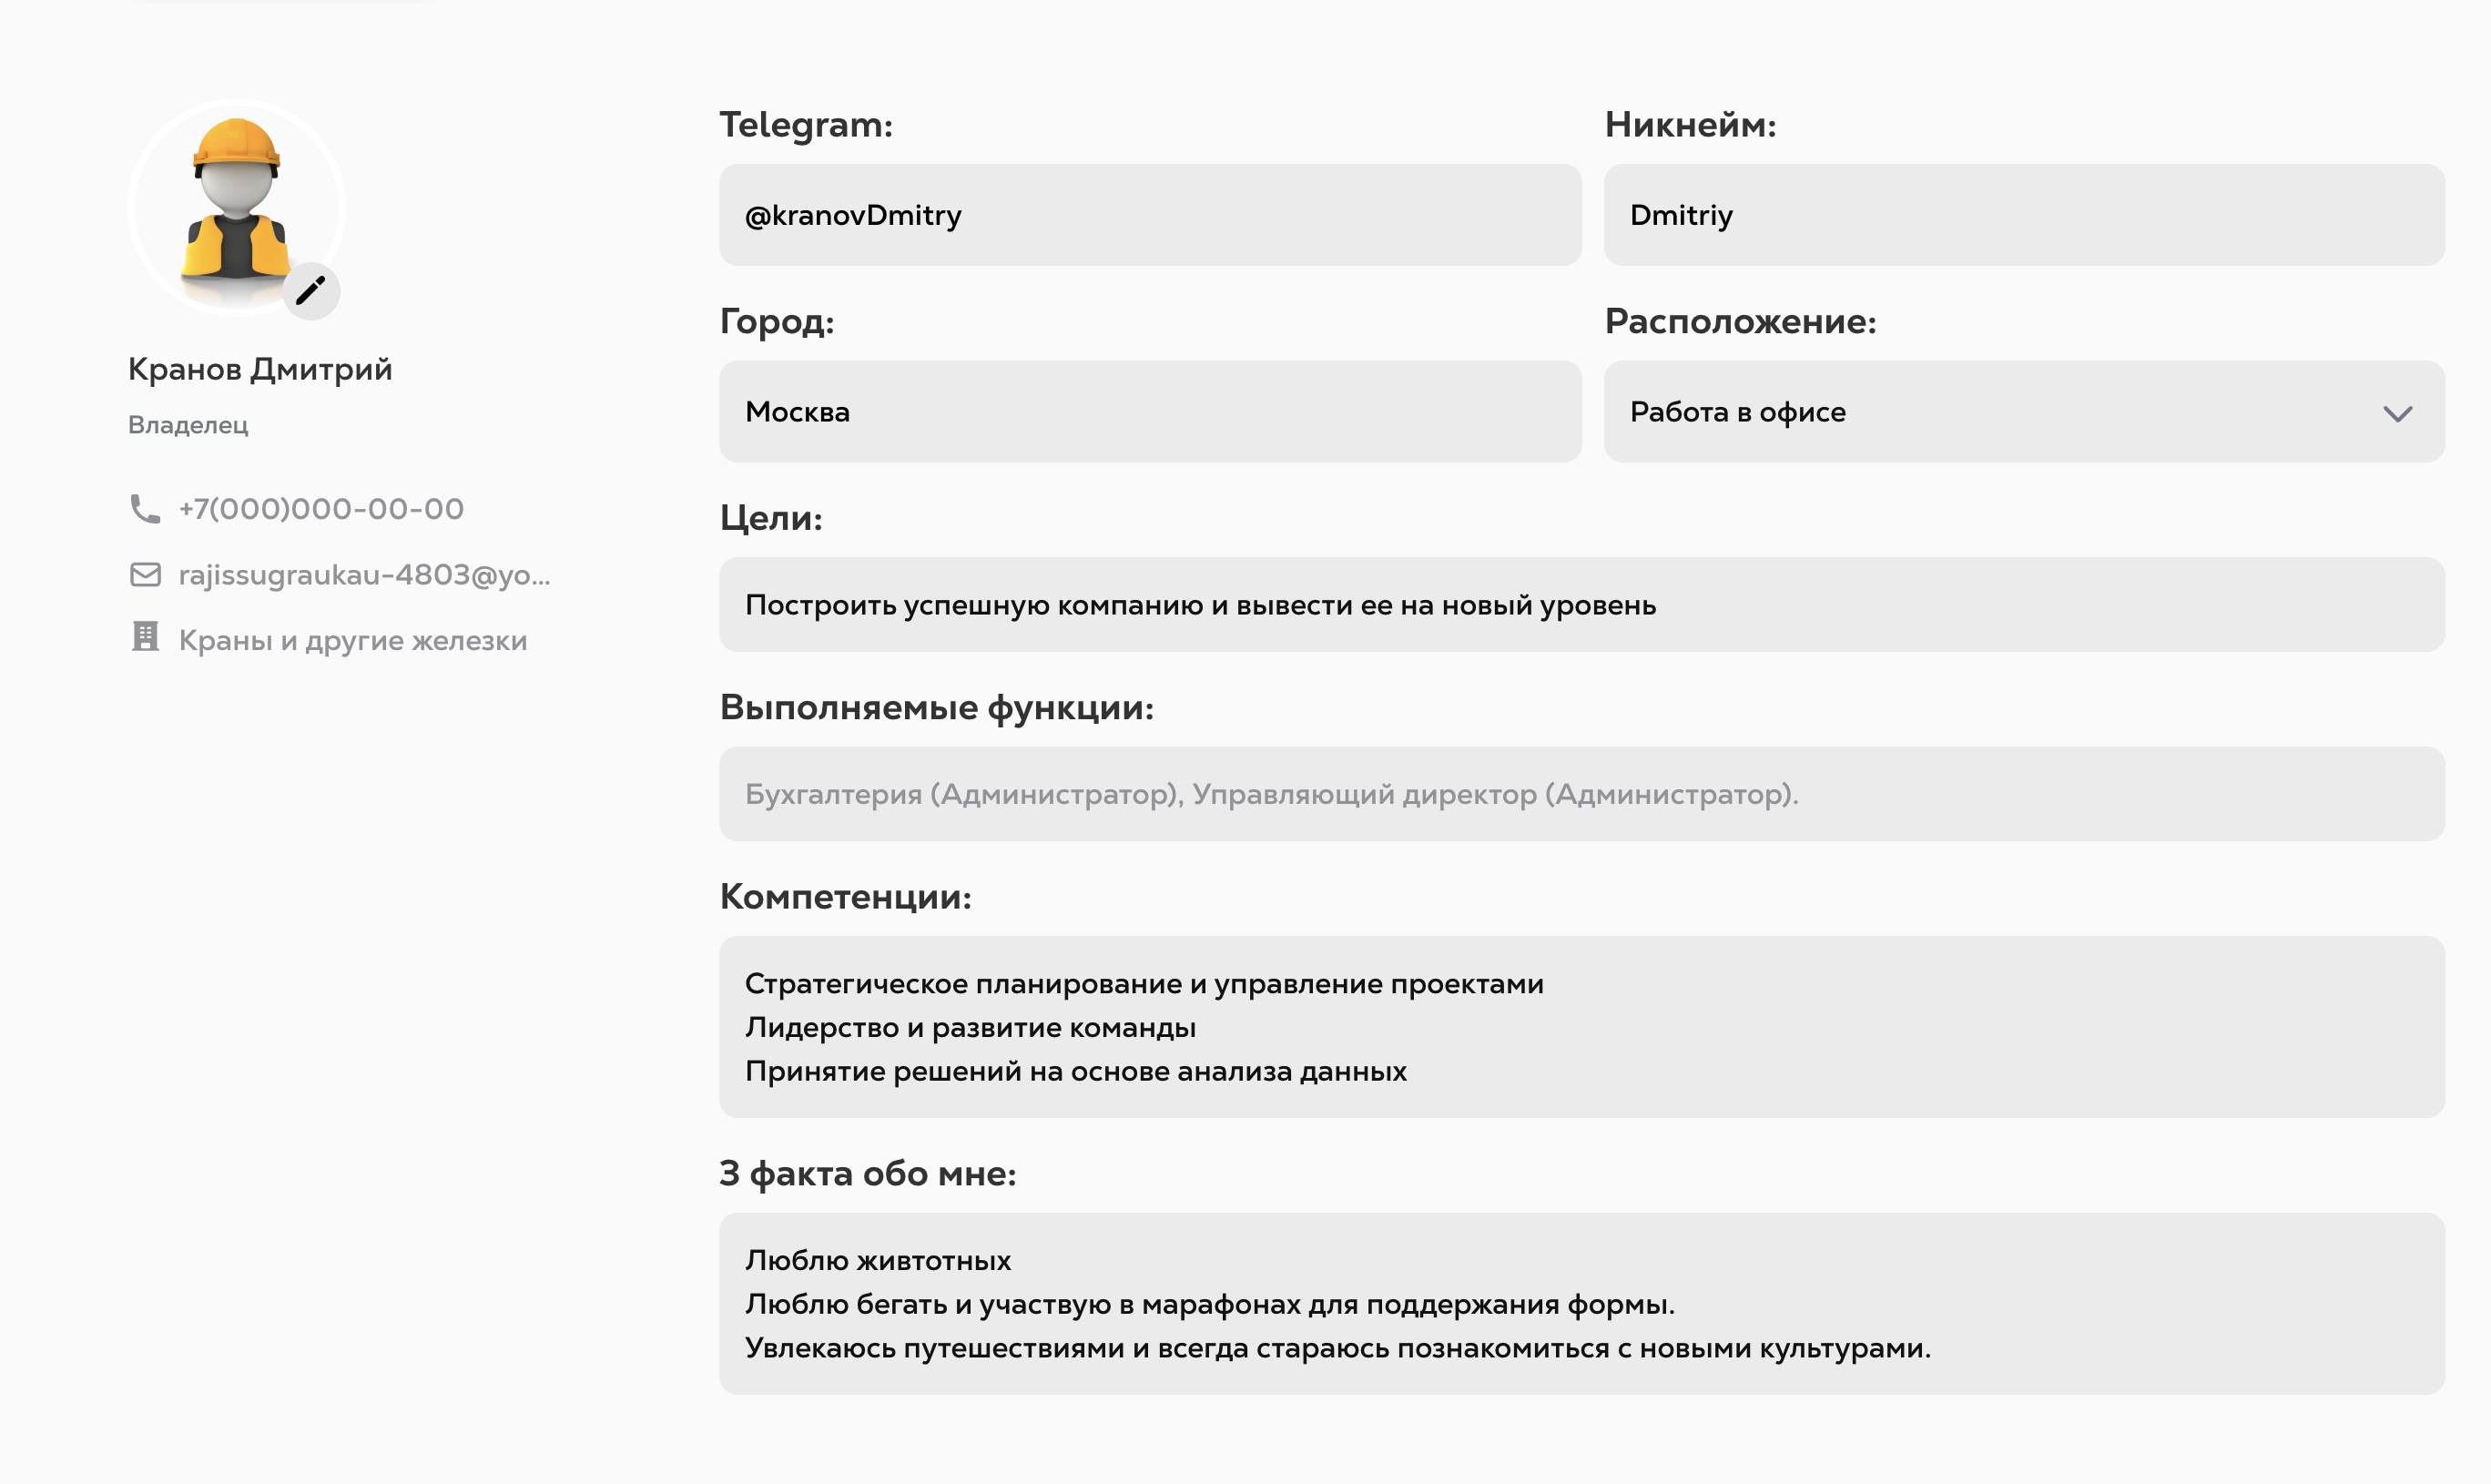 Кранов Дмитрий
Владелец
+7(000)000-00-00
rajissugraukau-4803@yo...
Краны и другие железки
Telegram:
@kranovDmitry
Никнейм:
Dmitriy
Город:
Москва
Расположение:
Работа в офисе
Цели:
Построить успешную компанию и вывести ее на новый уровень
Выполняемые функции:
Бухгалтерия (Администратор), Управляющий директор (Администратор).
Компетенции:
Стратегическое планирование и управление проектами
Лидерство и развитие команды
Принятие решений на основе анализа данных
3 факта обо мне:
Люблю живтотных
Люблю бегать и участвую в марафонах для поддержания формы.
Увлекаюсь путешествиями и всегда стараюсь познакомиться с новыми культурами.